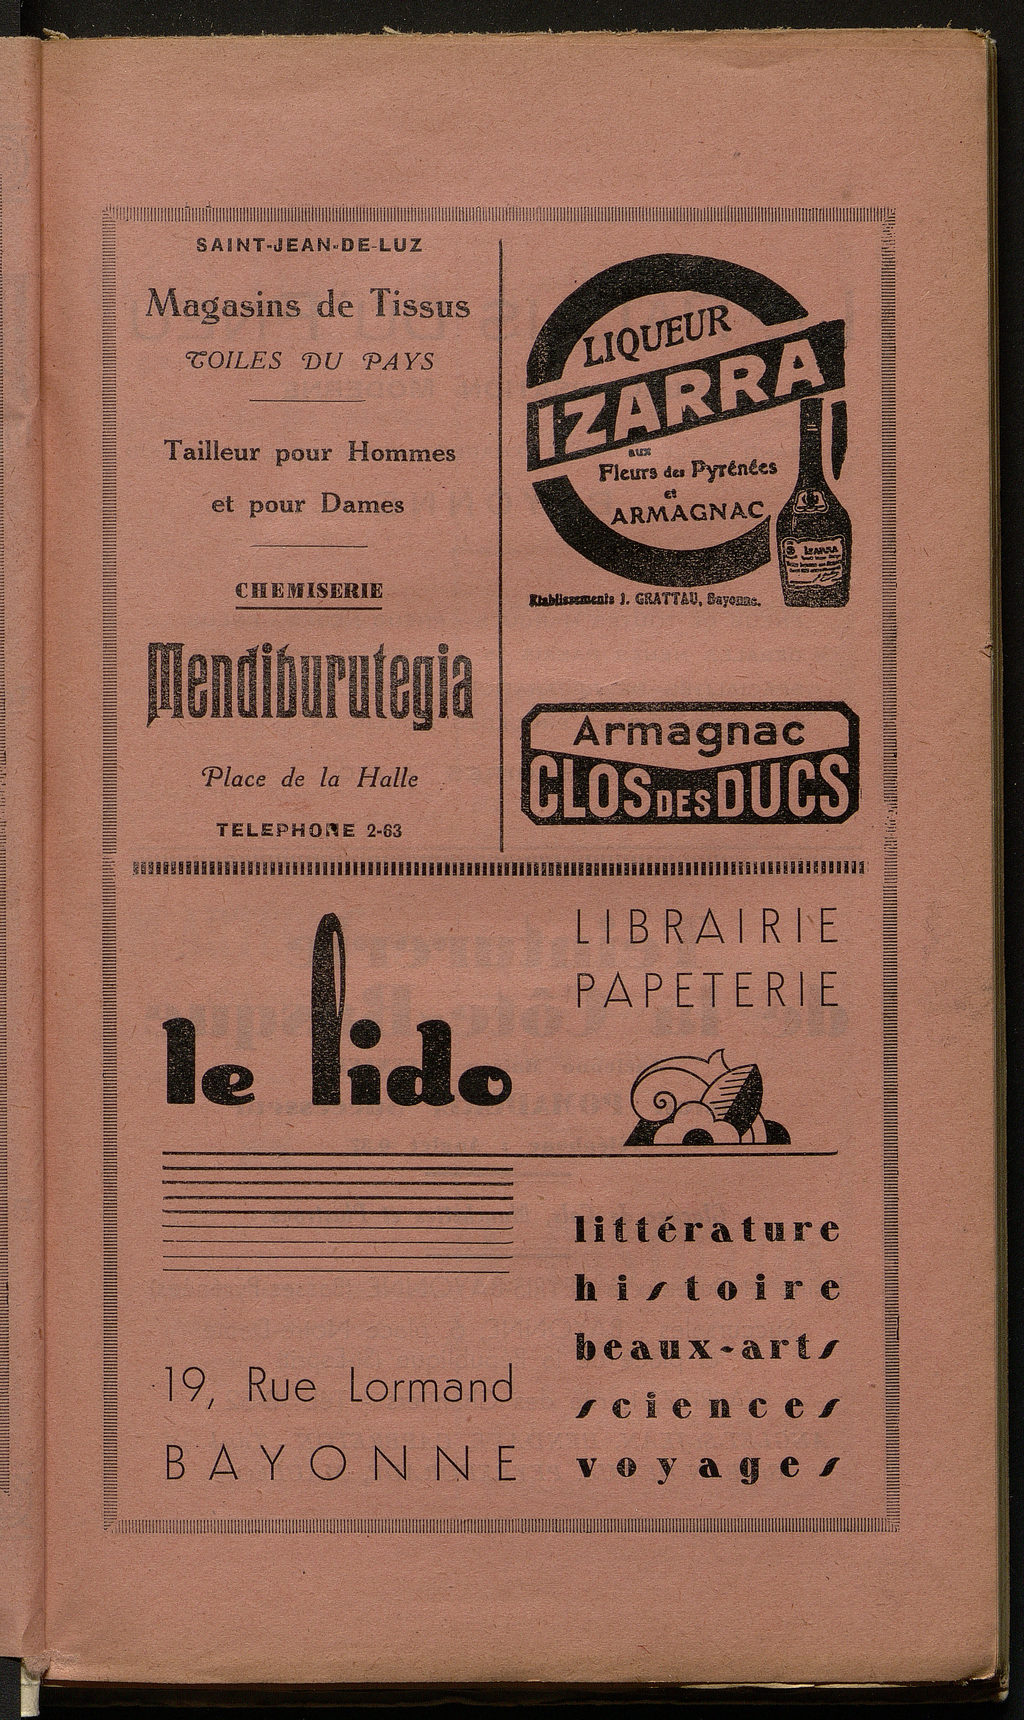 SAINT-JEAN-DE-LUZ
Magasins de Tissus
TOILES DU PAYS
Tailleur pour Hommes
et pour Dames
CHEMISERIE
Mendiburutegia
Place de la Halle
TELEPHONE 2-63
LIQUEUR
IZARRA
aux
Fleurs des Pyrénées
et
ARMAGNAC
IZARRA
Etablissements J. GRATTAU, Bayonne.
Armagnac
CLOS DES DUCS
le lido
LIBRAIRIE
PAPETERIE
19, Rue Lormand
BAYONNE
littérature
histoire
beaux-arts
sciences
voyages